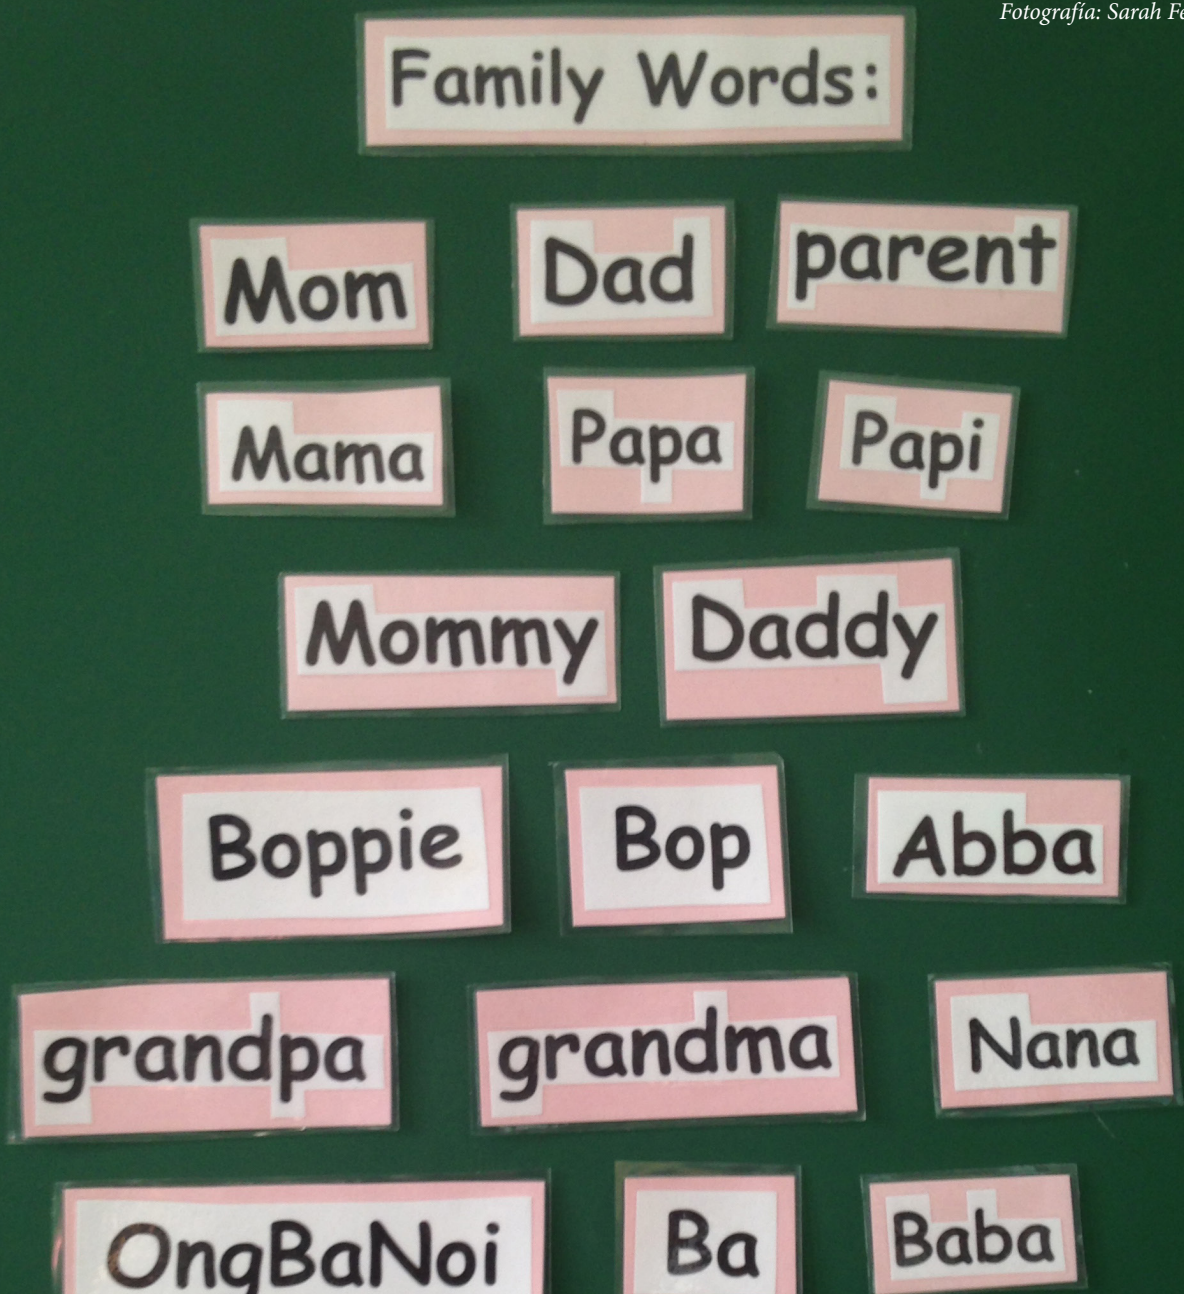 Fotografía: Sarah
Family Words:
Mom Dad parent
Mama Papa Papi
Mommy Daddy
Boppie Bop Abba
grandpa grandma Nana
OngBaNoi Ba Baba